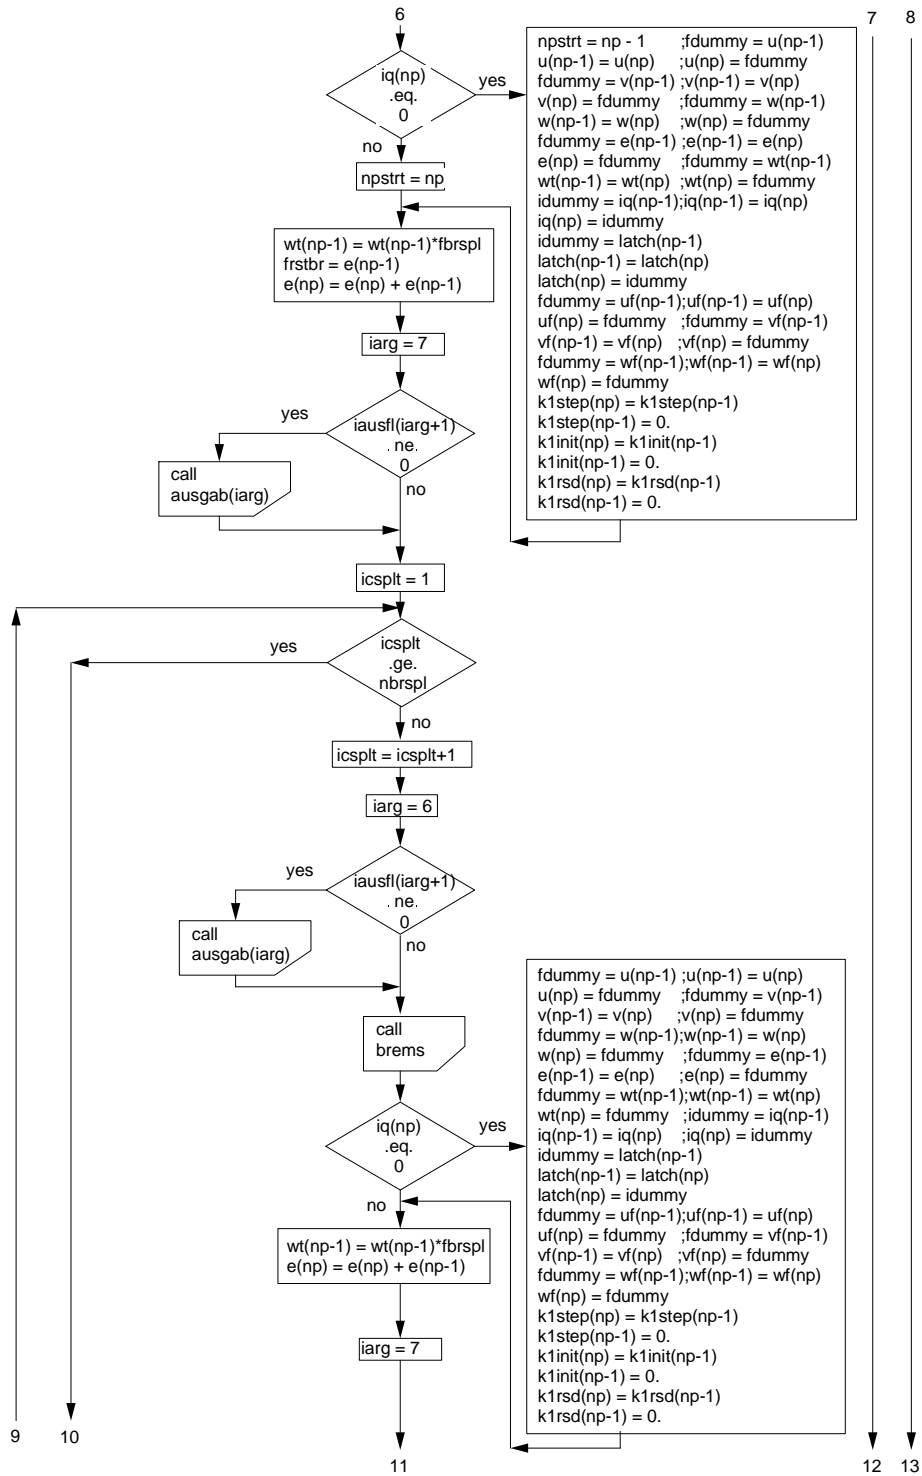 6
7 8
iq(np)
.eq.
0
yes
no
npstrt = np - 1 ;fdummy = u(np-1)
u(np-1) = u(np) ;u(np) = fdummy
fdummy = v(np-1) ;v(np-1) = v(np)
v(np) = fdummy ;fdummy = w(np-1)
w(np-1) = w(np) ;w(np) = fdummy
fdummy = e(np-1) ;e(np-1) = e(np)
e(np) = fdummy ;fdummy = wt(np-1)
wt(np-1) = wt(np) ;wt(np) = fdummy
idummy = iq(np-1);iq(np-1) = iq(np)
iq(np) = idummy
idummy = latch(np-1)
latch(np-1) = latch(np)
latch(np) = idummy
fdummy = uf(np-1);uf(np-1) = uf(np)
uf(np) = fdummy ;fdummy = vf(np-1)
vf(np-1) = vf(np) ;vf(np) = fdummy
fdummy = wf(np-1);wf(np-1) = wf(np)
wf(np) = fdummy
k1step(np) = k1step(np-1)
k1step(np-1) = 0.
k1init(np) = k1init(np-1)
k1init(np-1) = 0.
k1rsd(np) = k1rsd(np-1)
k1rsd(np-1) = 0.
npstrt = np
wt(np-1) = wt(np-1)*fbrspl
frstbr = e(np-1)
e(np) = e(np) + e(np-1)
iarg = 7
iausfl(iarg+1)
.ne.
0
yes
no
call
ausgab(iarg)
icsplt = 1
icsplt
.ge.
nbrspl
yes
no
icsplt = icsplt+1
iarg = 6
iausfl(iarg+1)
.ne.
0
yes
no
call
ausgab(iarg)
call
brems
iq(np)
.eq.
0
yes
no
fdummy = u(np-1) ;u(np-1) = u(np)
u(np) = fdummy ;fdummy = v(np-1)
v(np-1) = v(np) ;v(np) = fdummy
fdummy = w(np-1);w(np-1) = w(np)
w(np) = fdummy ;fdummy = e(np-1)
e(np-1) = e(np) ;e(np) = fdummy
fdummy = wt(np-1);wt(np-1) = wt(np)
wt(np) = fdummy ;idummy = iq(np-1)
iq(np-1) = iq(np) ;iq(np) = idummy
idummy = latch(np-1)
latch(np-1) = latch(np)
latch(np) = idummy
fdummy = uf(np-1);uf(np-1) = uf(np)
uf(np) = fdummy ;fdummy = vf(np-1)
vf(np-1) = vf(np) ;vf(np) = fdummy
fdummy = wf(np-1);wf(np-1) = wf(np)
wf(np) = fdummy
k1step(np) = k1step(np-1)
k1step(np-1) = 0.
k1init(np) = k1init(np-1)
k1init(np-1) = 0.
k1rsd(np) = k1rsd(np-1)
k1rsd(np-1) = 0.
wt(np-1) = wt(np-1)*fbrspl
e(np) = e(np) + e(np-1)
iarg = 7
9 10
11
12 13